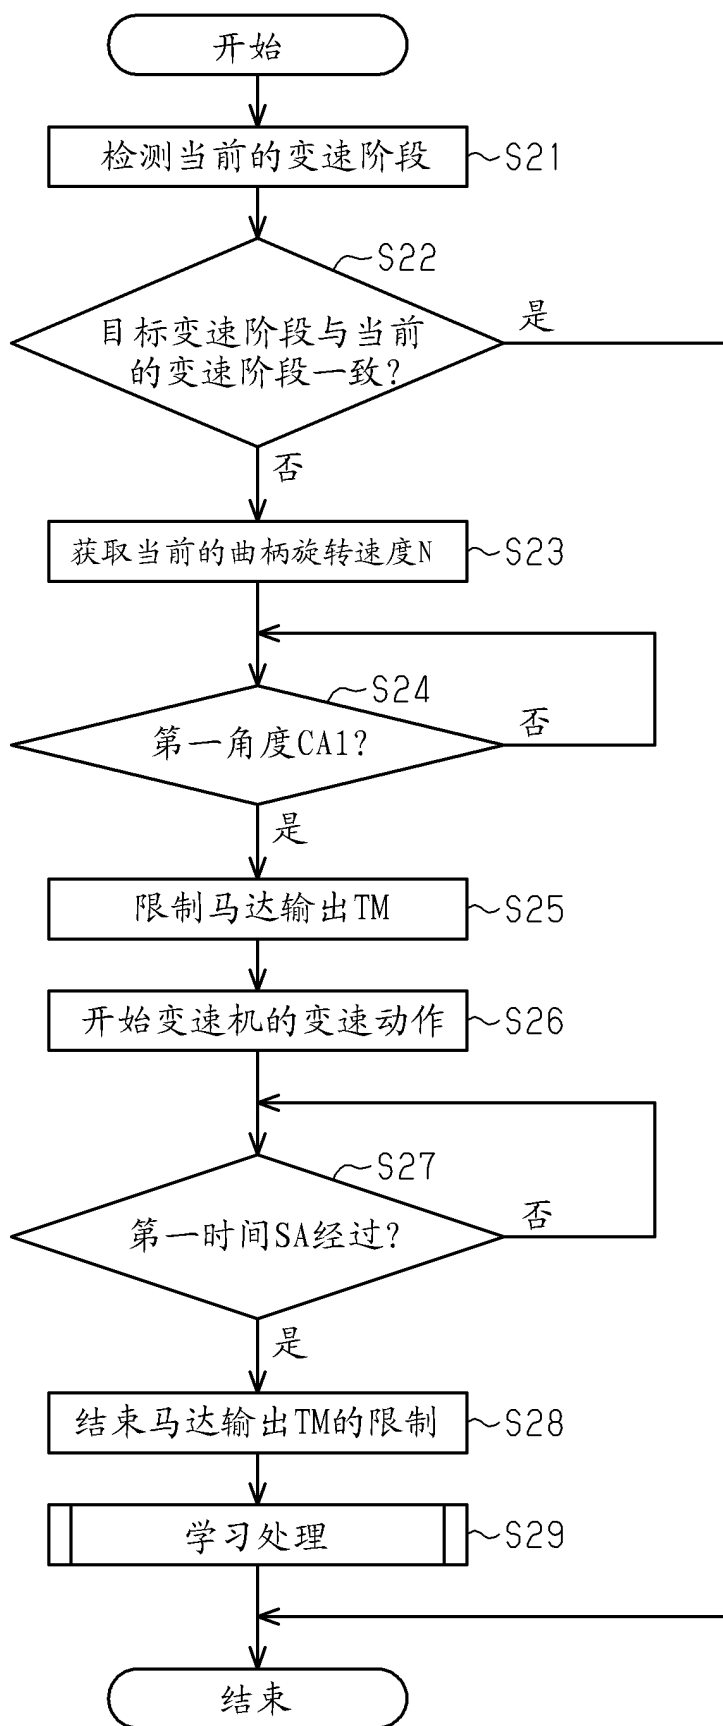 开始
检测当前的变速阶段
S21
S22
目标变速阶段与当前
的变速阶段一致?
是
否
获取当前的曲柄旋转速度N
S23
S24
第一角度CA1?
否
是
限制马达输出TM
S25
开始变速机的变速动作
S26
S27
第一时间SA经过?
否
是
结束马达输出TM的限制
S28
学习处理
S29
结束